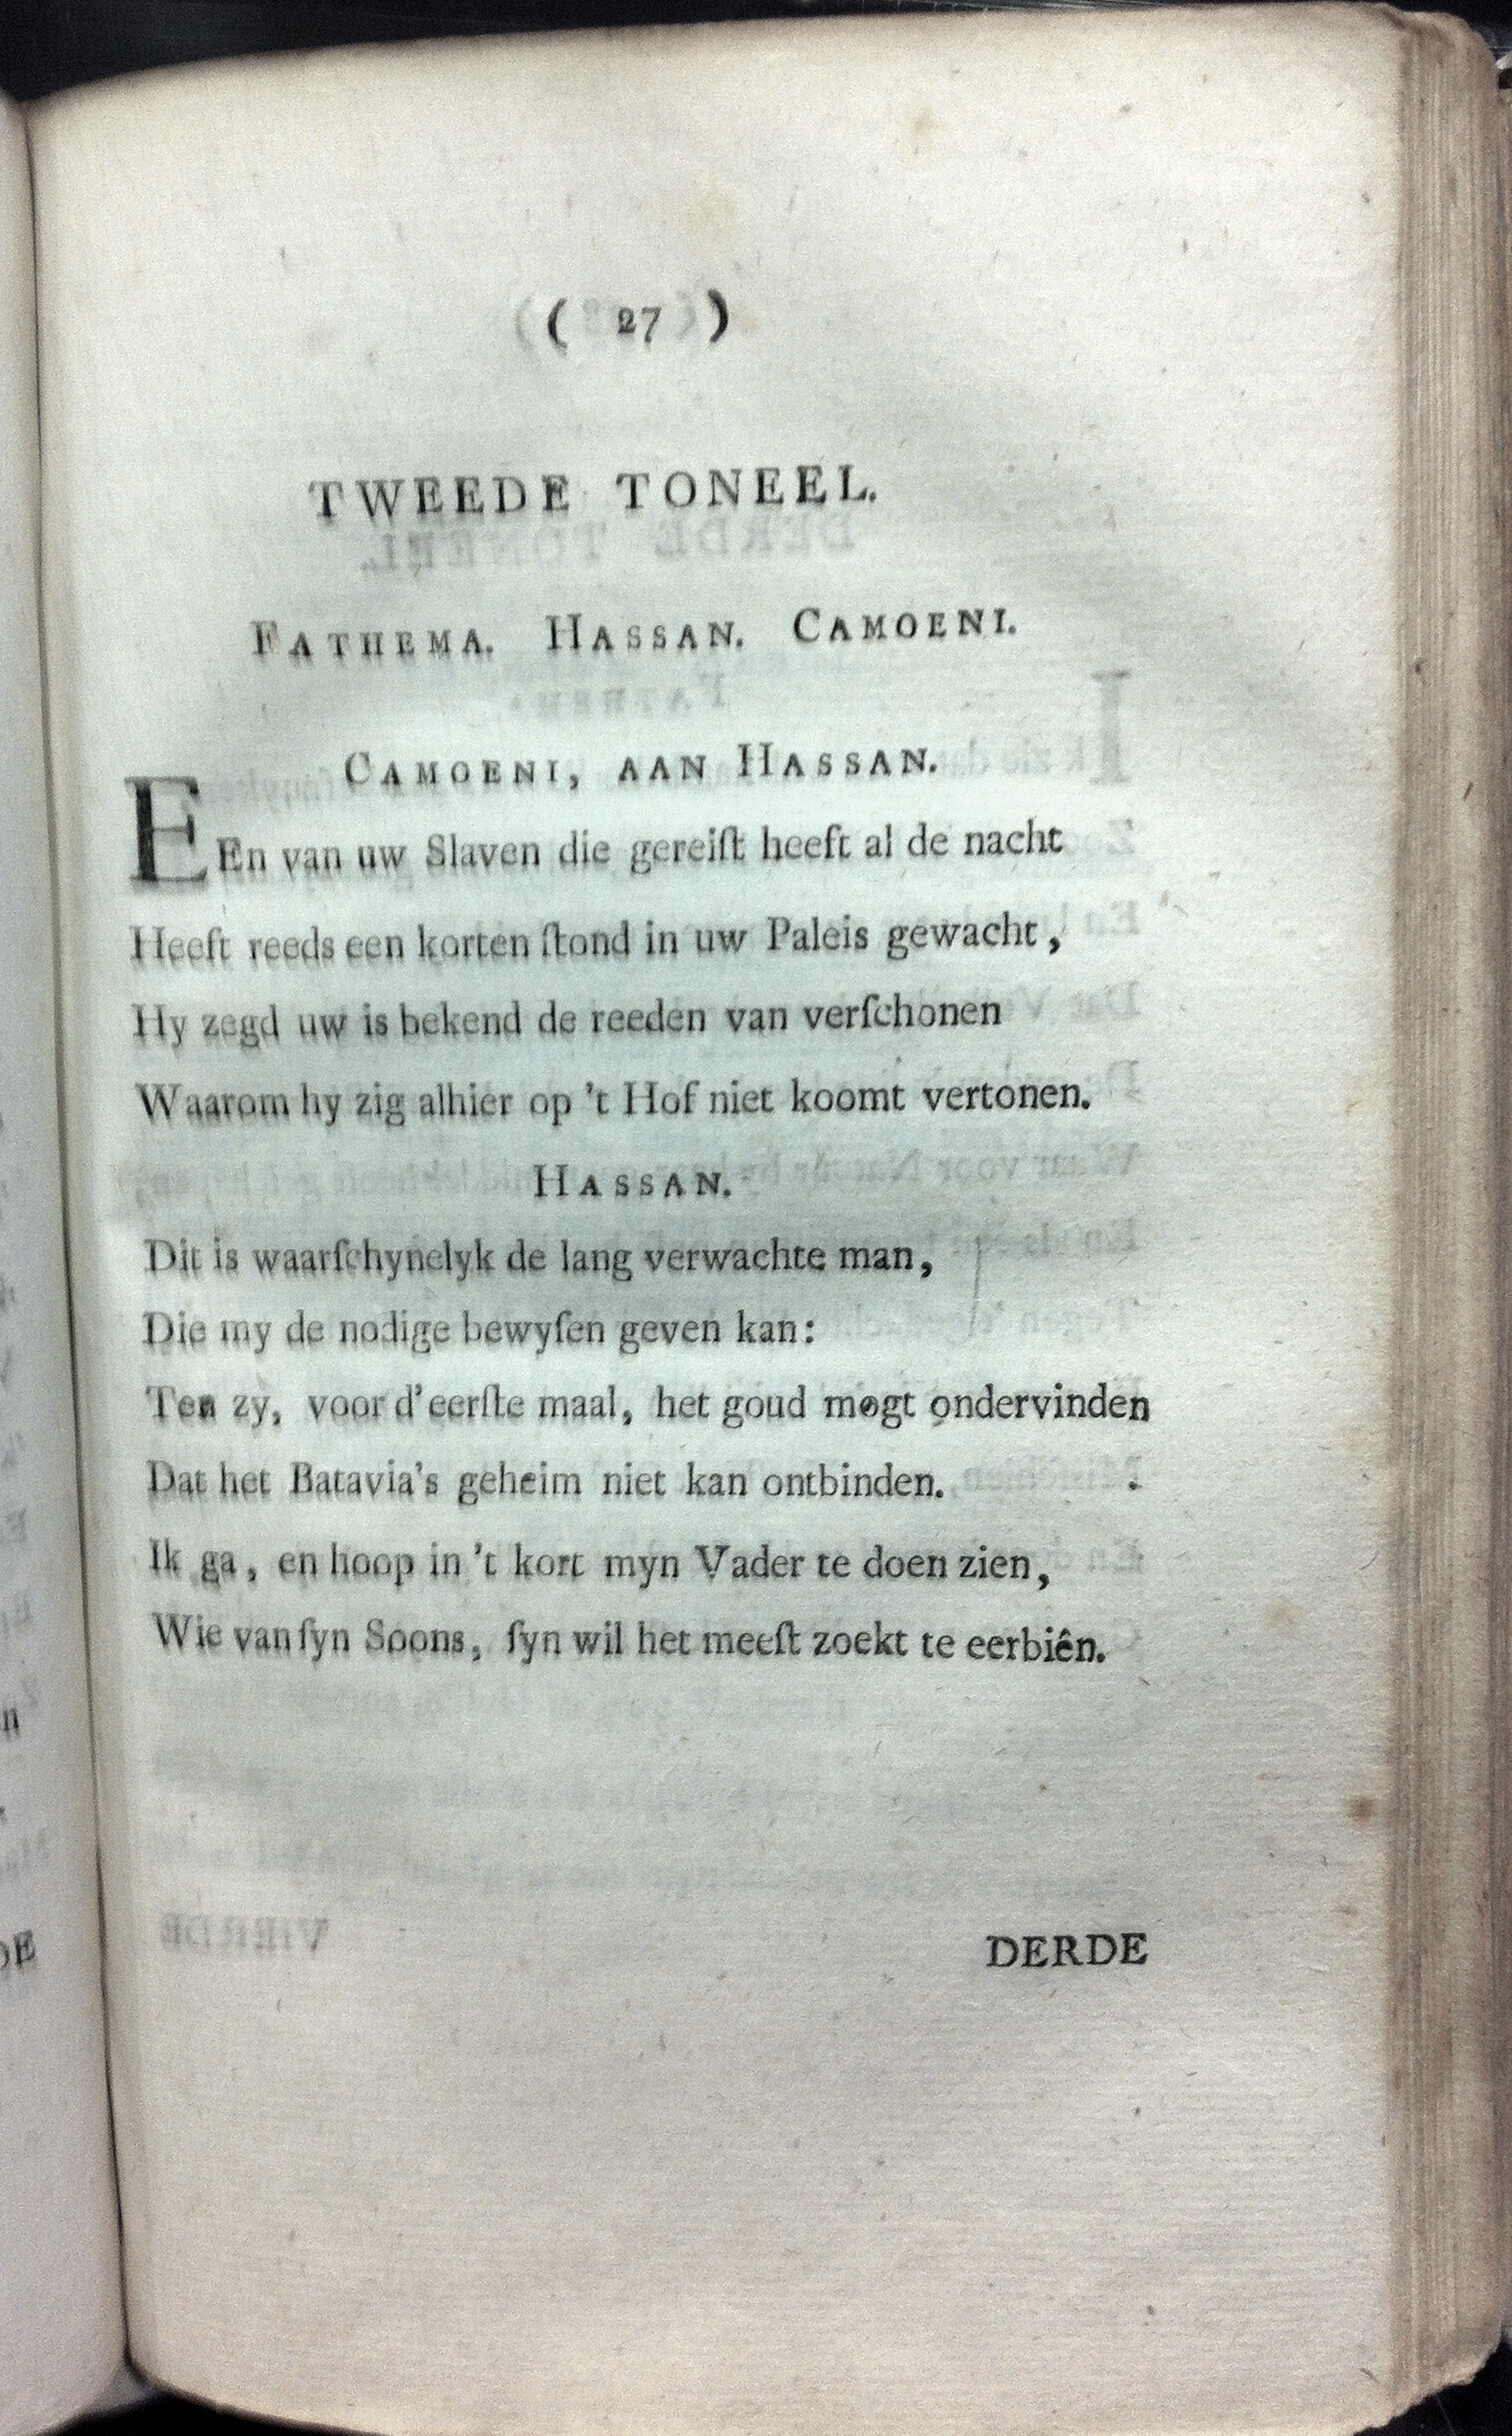 ( 27 )
TWEEDE TONEEL.
FATHEMA. HASSAN. CAMOENI.
CAMOENI, AAN HASSAN.
EEn van uw Slaven die gereiſt heeft al de nacht
Heeft reeds een korten ſtond in uw Paleis gewacht,
Hy zegd uw is bekend de reeden van verſchonen
Waarom hy zig alhier op 't Hof niet koomt vertonen.
HASSAN.
Dit is waarſchynelyk de lang verwachte man,
Die my de nodige bewyſen geven kan:
Ten zy, voor d'eerſte maal, het goud mogt ondervinden
Dat het Batavia's geheim niet kan ontbinden.
Ik ga, en hoop in 't kort myn Vader te doen zien,
Wie van ſyn Soons, ſyn wil het meeſt zoekt te eerbiên.
DERDE